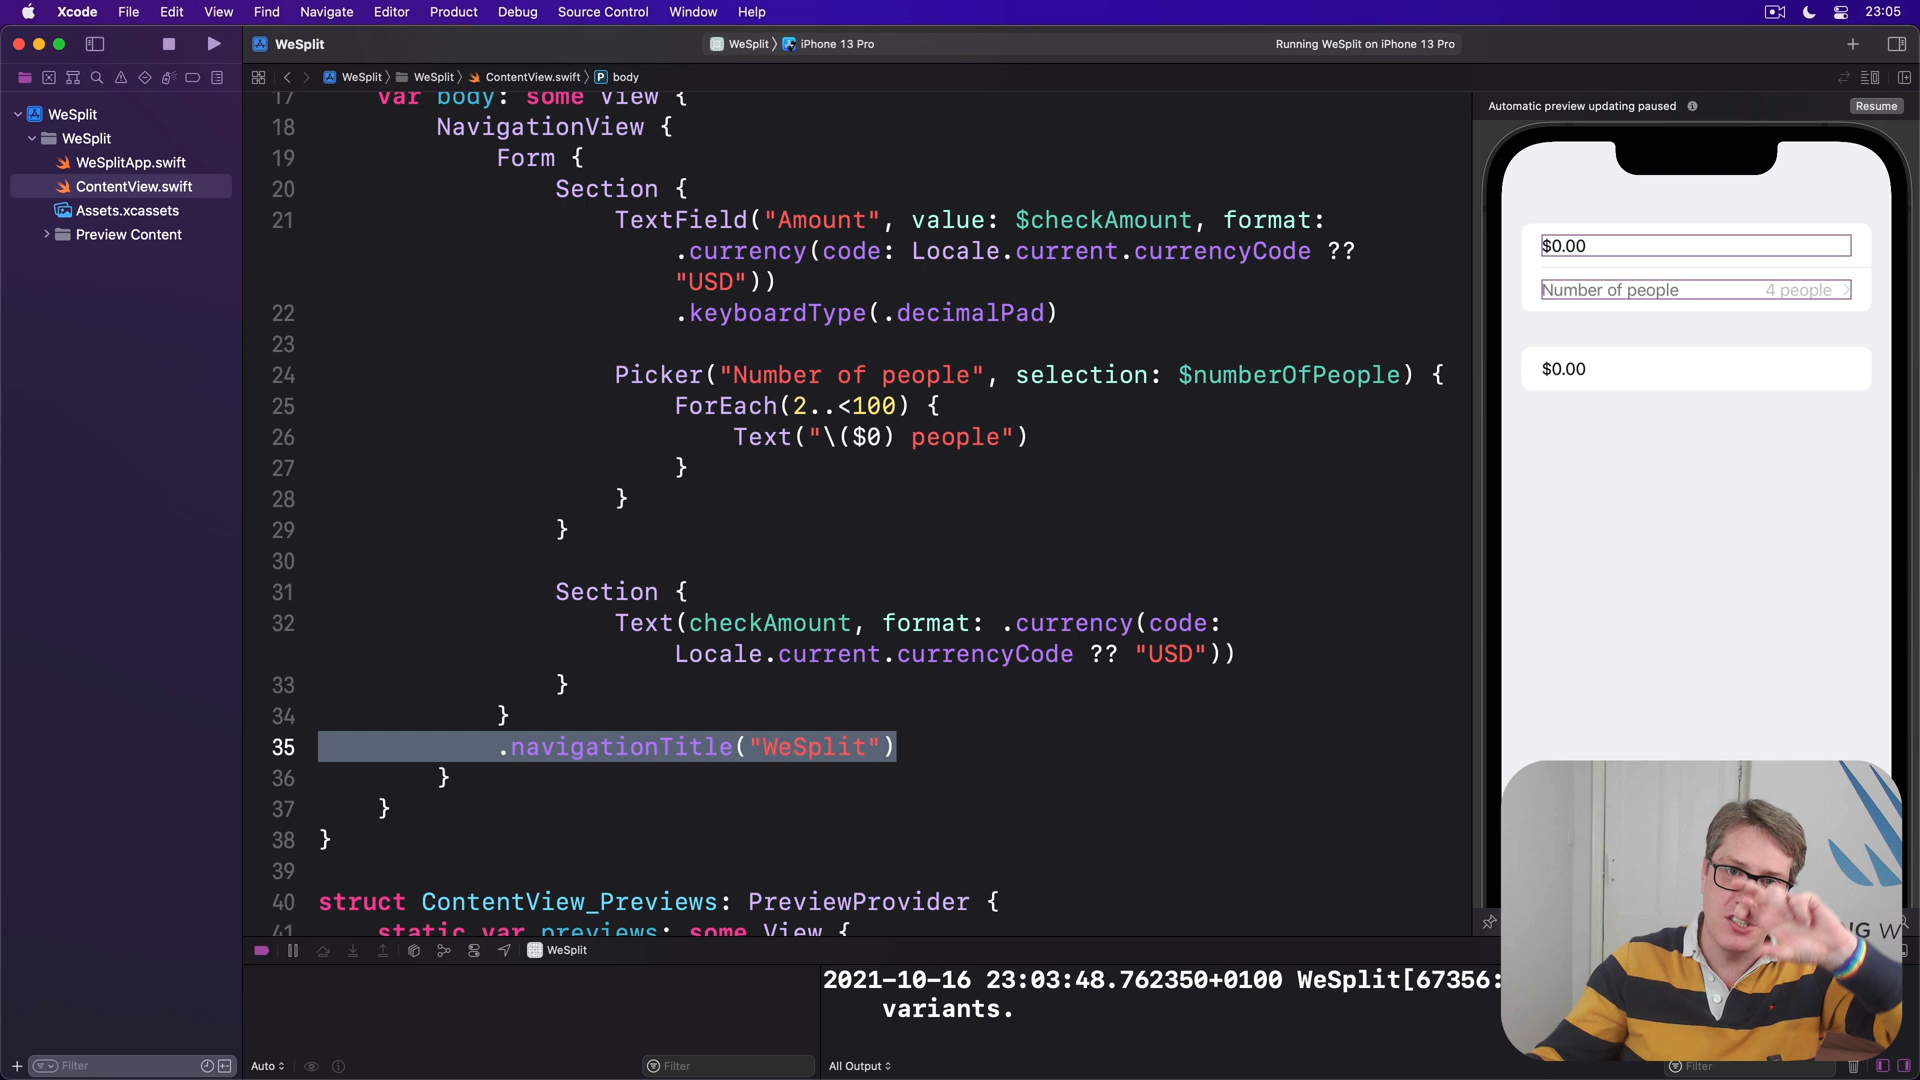 Xcode File Edit View Find Navigate Editor Product Debug Source Control Window Help 23:05
WeSplit WeSplit iPhone 13 Pro Running WeSplit on iPhone 13 Pro
WeSplit WeSplit ContentView.swift P body
WeSplit
WeSplit
WeSplitApp.swift
ContentView.swift
Assets.xcassets
Preview Content
17 var body: some View {
18 NavigationView {
19 Form {
20 Section {
21 TextField("Amount", value: $checkAmount, format:
.currency(code: Locale.current.currencyCode ??
"USD"))
22 .keyboardType(.decimalPad)
23
24 Picker("Number of people", selection: $numberOfPeople) {
25 ForEach(2..<100) {
26 Text("\($0) people")
27 }
28 }
29 }
30
31 Section {
32 Text(checkAmount, format: .currency(code:
Locale.current.currencyCode ?? "USD"))
33 }
34 }
35 .navigationTitle("WeSplit")
36 }
37 }
38 }
39
40 struct ContentView_Previews: PreviewProvider {
41 static var previews: some View {
Automatic preview updating paused Resume
$0.00
Number of people 4 people
$0.00
WeSplit
2021-10-16 23:03:48.762350+0100 WeSplit[67356:
variants.
Filter Auto Filter All Output Filter